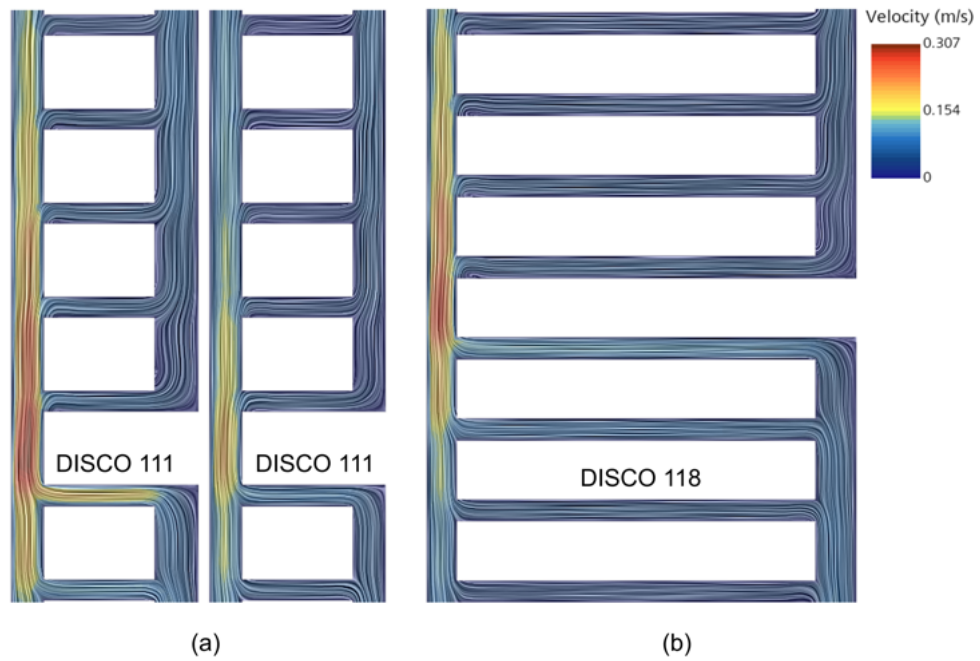 Velocity (m/s)
0.307
0.154
0
DISCO 111
DISCO 111
DISCO 118
(a)
(b)